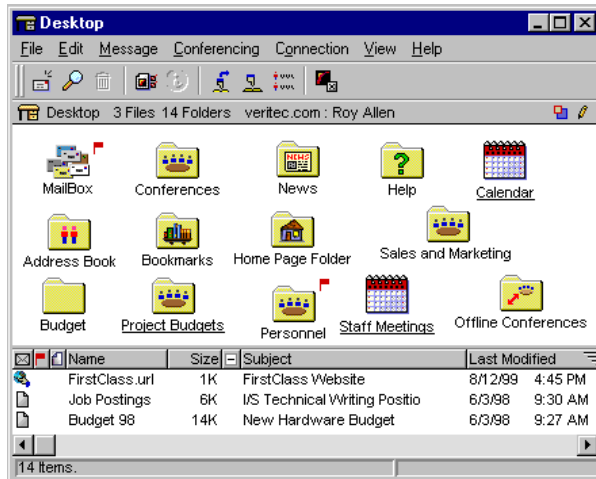 Desktop
File Edit Message Conferencing Connection View Help
Desktop 3 Files 14 Folders veritec.com : Roy Allen
NEWS
MailBox Conferences News Help Calendar
Address Book Bookmarks Home Page Folder Sales and Marketing
Budget Project Budgets Personnel Staff Meetings Offline Conferences
Name Size Subject Last Modified
FirstClass.url 1K FirstClass Website 8/12/99 4:45 PM
Job Postings 6K I/S Technical Writing Positio 6/3/98 9:30 AM
Budget 98 14K New Hardware Budget 6/3/98 9:27 AM
14 Items.